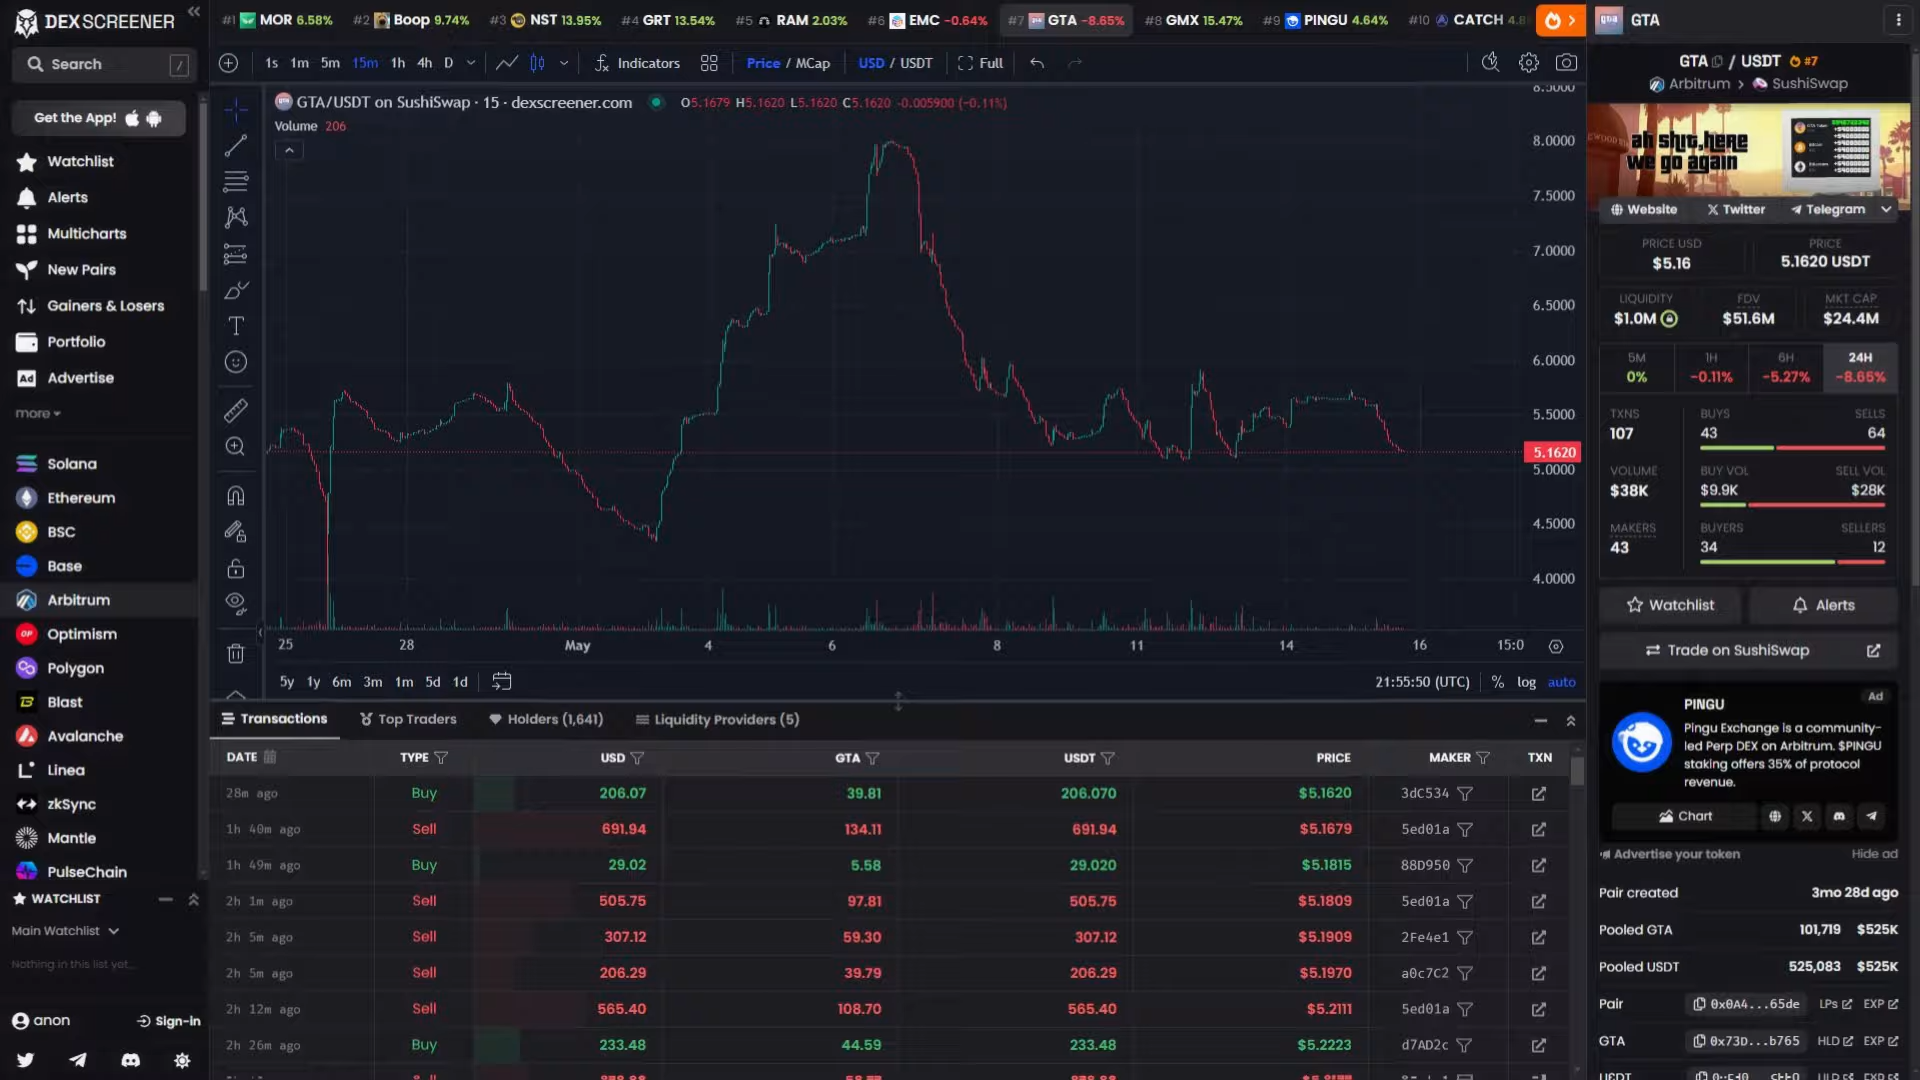 DEXSCREENER
#1 MOR 6.58% #2 Boop 9.74% #3 NST 13.95% #4 GRT 13.54% #5 RAM 2.03% #6 EMC -0.64% #7 GTA -8.65% #8 GMX 15.47% #9 PINGU 4.64% #10 CATCH
GTA
Search /
1s 1m 5m 15m 1h 4h D Indicators Price / MCap USD / USDT Full
Get the App!
Watchlist
Alerts
Multicharts
New Pairs
Gainers & Losers
Portfolio
Ad Advertise
more
Solana
Ethereum
BSC
Base
Arbitrum
OP Optimism
Polygon
Blast
Avalanche
Linea
zkSync
Mantle
PulseChain
WATCHLIST
Main Watchlist
Nothing in this list yet...
anon Sign-in
GTA/USDT on SushiSwap · 15 · dexscreener.com O5.1679 H5.1620 L5.1620 C5.1620 -0.005900 (-0.11%)
Volume 206
8.5000
8.0000
7.5000
7.0000
6.5000
6.0000
5.5000
5.1620
5.0000
4.5000
4.0000
25 28 May 4 6 8 11 14 16 15:0
5y 1y 6m 3m 1m 5d 1d 21:55:50 (UTC) % log auto
Transactions Top Traders Holders (1,641) Liquidity Providers (5)
DATE TYPE USD GTA USDT PRICE MAKER TXN
28m ago Buy 206.07 39.81 206.070 $5.1620 3dC534
1h 40m ago Sell 691.94 134.11 691.94 $5.1679 5ed01a
1h 49m ago Buy 29.02 5.58 29.020 $5.1815 88D950
2h 1m ago Sell 505.75 97.81 505.75 $5.1809 5ed01a
2h 5m ago Sell 307.12 59.30 307.12 $5.1909 2Fe4e1
2h 5m ago Sell 206.29 39.79 206.29 $5.1970 a0c7C2
2h 12m ago Sell 565.40 108.70 565.40 $5.2111 5ed01a
2h 26m ago Buy 233.48 44.59 233.48 $5.2223 d7AD2c
GTA / USDT #7
Arbitrum > SushiSwap
ah shit,here
we go again
Website Twitter Telegram
PRICE USD PRICE
$5.16 5.1620 USDT
LIQUIDITY FDV MKT CAP
$1.0M $51.6M $24.4M
5M 1H 6H 24H
0% -0.11% -5.27% -8.65%
TXNS BUYS SELLS
107 43 64
VOLUME BUY VOL SELL VOL
$38K $9.9K $28K
MAKERS BUYERS SELLERS
43 34 12
Watchlist Alerts
Trade on SushiSwap
PINGU Ad
Pingu Exchange is a community-
led Perp DEX on Arbitrum. $PINGU
staking offers 35% of protocol
revenue.
Chart
Advertise your token Hide ad
Pair created 3mo 28d ago
Pooled GTA 101,719 $525K
Pooled USDT 525,083 $525K
Pair 0x0A4...65de LPs EXP
GTA 0x73D...b765 HLD EXP
USDT